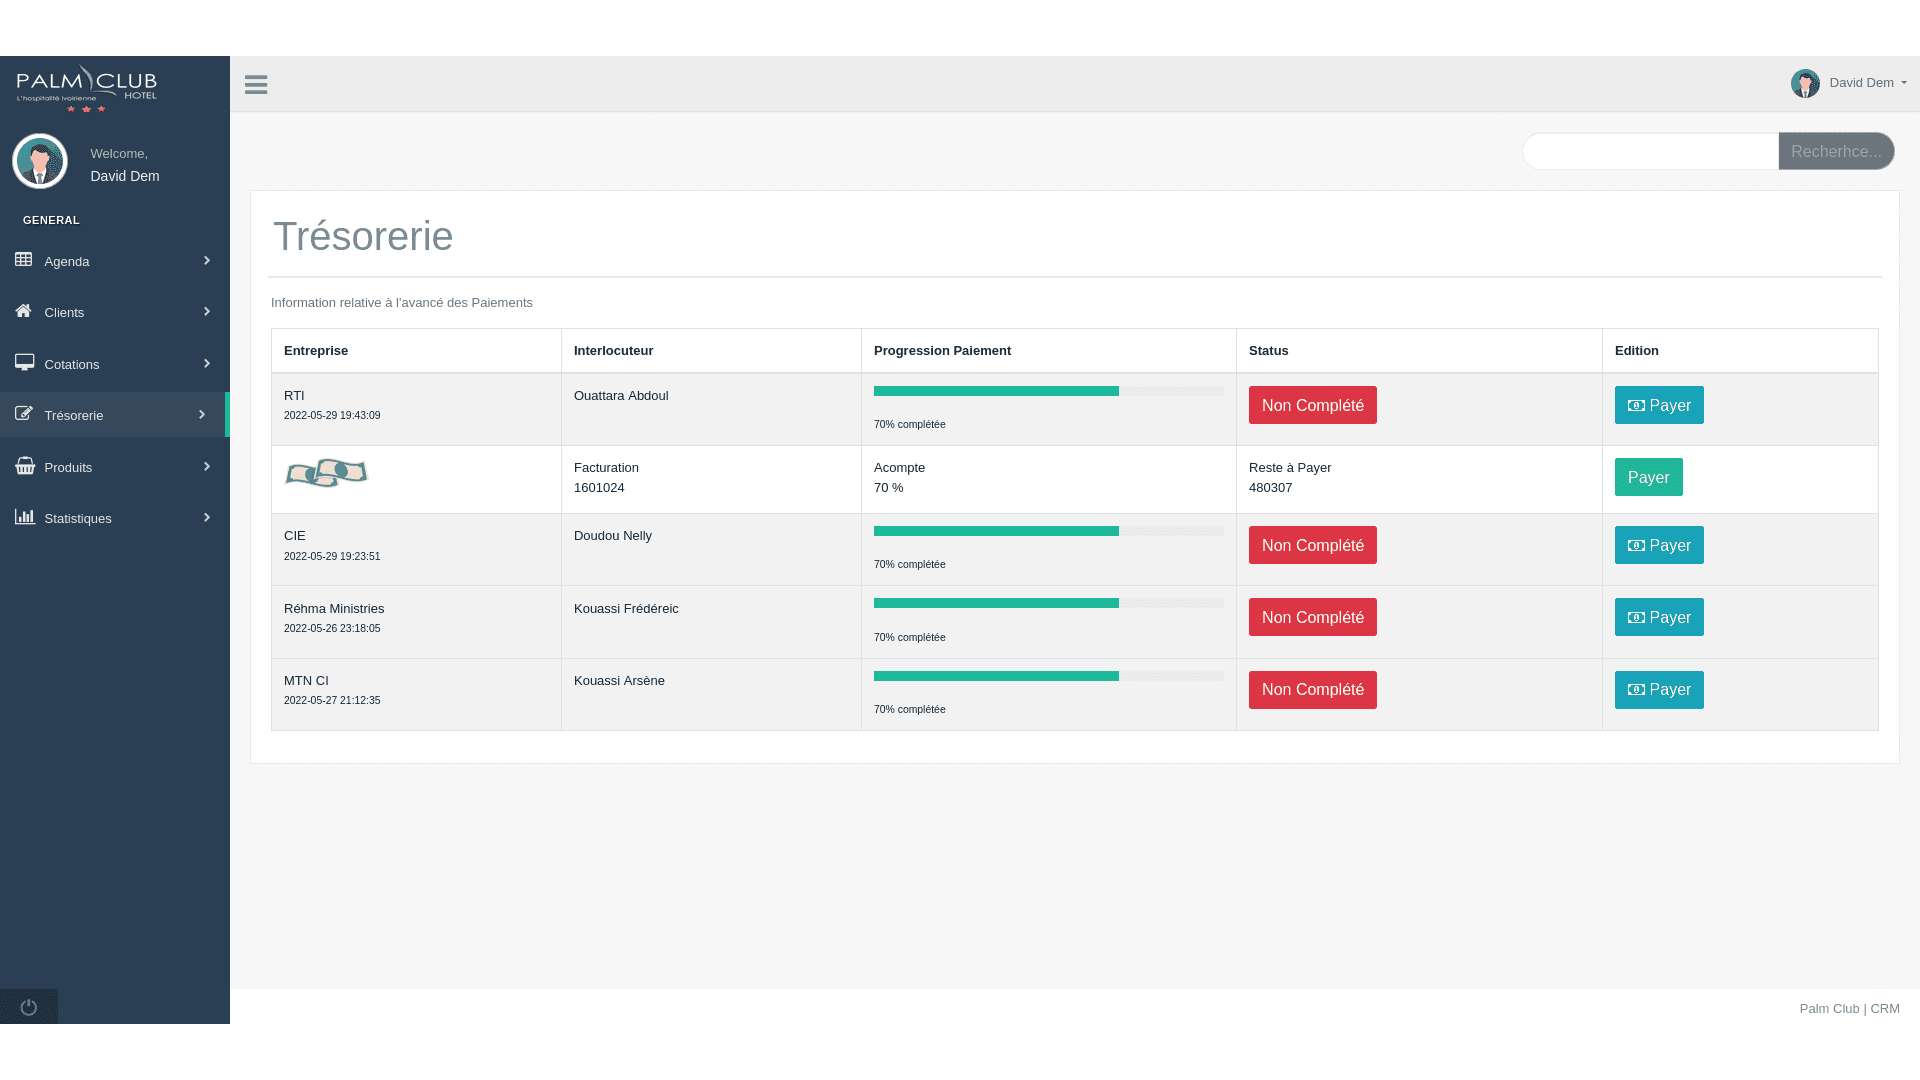 PALM CLUB
L'hospitalité Ivoirienne HOTEL
David Dem
Welcome,
David Dem
Recherhce...
GENERAL
Agenda
Clients
Cotations
Trésorerie
Produits
Statistiques
Trésorerie
Information relative à l'avancé des Paiements
Entreprise Interlocuteur Progression Paiement Status Edition
RTI Ouattara Abdoul Non Complété Payer
2022-05-29 19:43:09
70% complétée
Facturation Acompte Reste à Payer Payer
1601024 70 % 480307
CIE Doudou Nelly Non Complété Payer
2022-05-29 19:23:51
70% complétée
Réhma Ministries Kouassi Frédéreic Non Complété Payer
2022-05-26 23:18:05
70% complétée
MTN CI Kouassi Arsène Non Complété Payer
2022-05-27 21:12:35
70% complétée
Palm Club | CRM